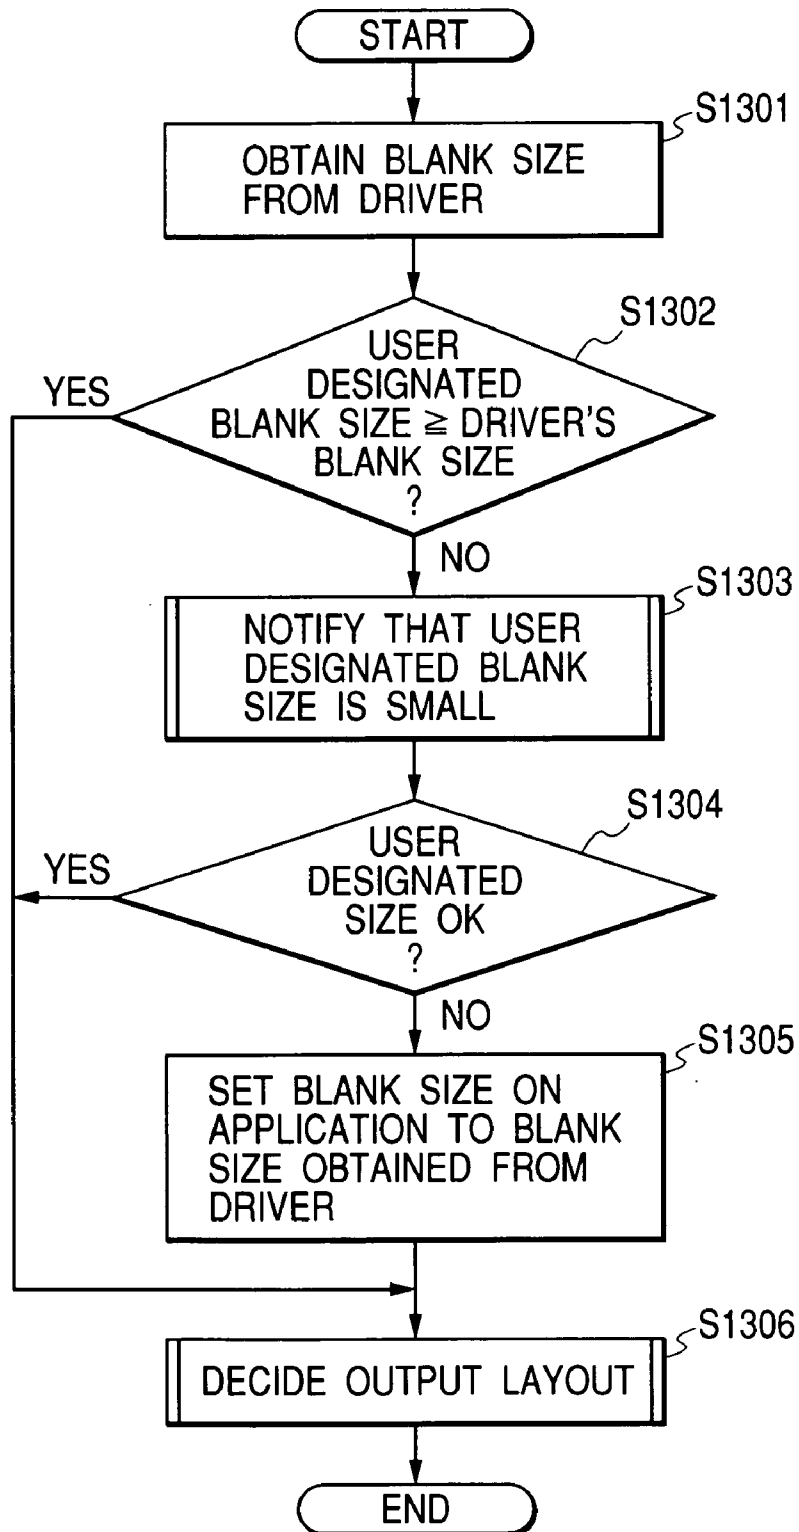 START
S1301
OBTAIN BLANK SIZE
FROM DRIVER
S1302
USER
DESIGNATED
BLANK SIZE ≧ DRIVER'S
BLANK SIZE
?
YES
NO
S1303
NOTIFY THAT USER
DESIGNATED BLANK
SIZE IS SMALL
S1304
USER
DESIGNATED
SIZE OK
?
YES
NO
S1305
SET BLANK SIZE ON
APPLICATION TO BLANK
SIZE OBTAINED FROM
DRIVER
S1306
DECIDE OUTPUT LAYOUT
END